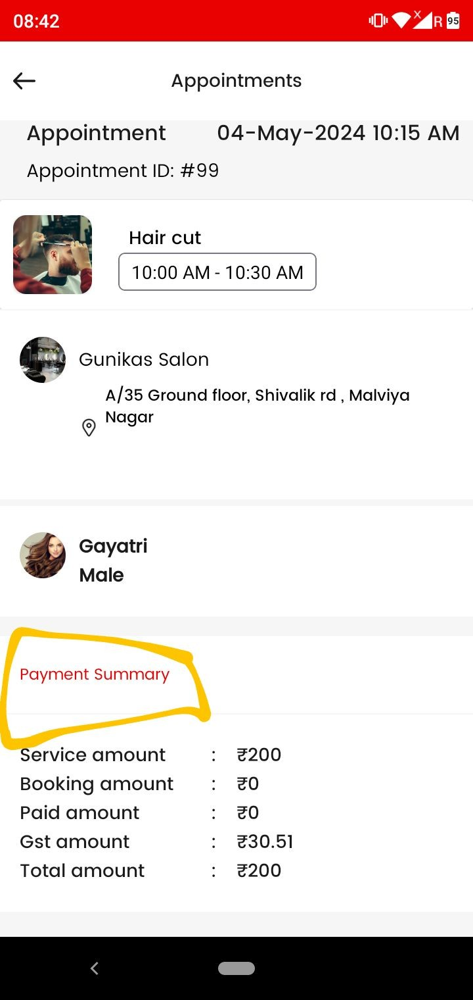 08:42
X
R
95
Appointments
Appointment 04-May-2024 10:15 AM
Appointment ID: #99
Hair cut
10:00 AM - 10:30 AM
Gunikas Salon
A/35 Ground floor, Shivalik rd , Malviya
Nagar
Gayatri
Male
Payment Summary
Service amount : ₹200
Booking amount : ₹0
Paid amount : ₹0
Gst amount : ₹30.51
Total amount : ₹200